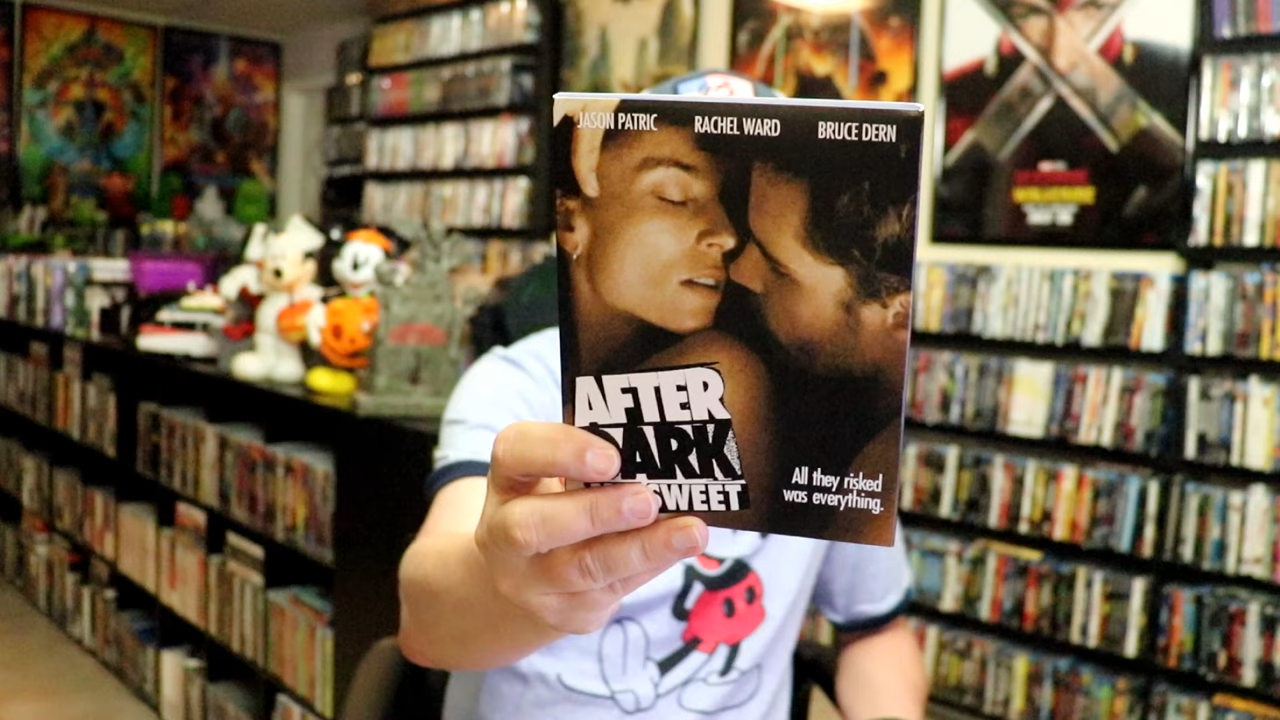 JASON PATRIC RACHEL WARD BRUCE DERN
AFTER
DARK
SWEET
All they risked
was everything.